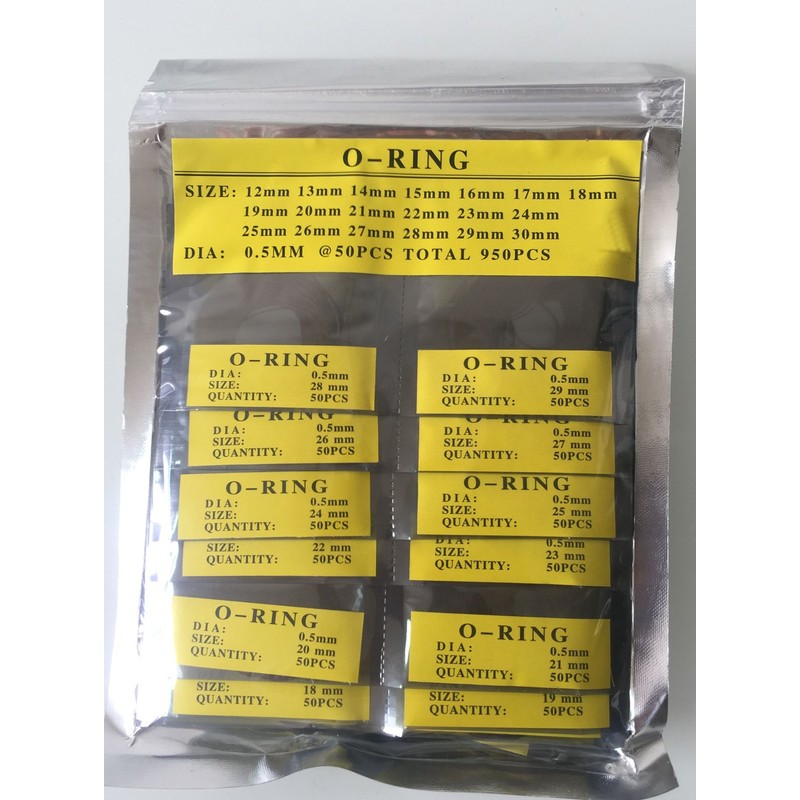 O-RING
SIZE: 12mm 13mm 14mm 15mm 16mm 17mm 18mm
19mm 20mm 21mm 22mm 23mm 24mm
25mm 26mm 27mm 28mm 29mm 30mm
DIA: 0.5MM @50PCS TOTAL 950PCS
O-RING
DIA: 0.5mm
SIZE: 28 mm
QUANTITY: 50PCS
O-RING
DIA: 0.5mm
SIZE: 29 mm
QUANTITY: 50PCS
O-RING
DIA: 0.5mm
SIZE: 26 mm
QUANTITY: 50PCS
O-RING
DIA: 0.5mm
SIZE: 27 mm
QUANTITY: 50PCS
O-RING
DIA: 0.5mm
SIZE: 24 mm
QUANTITY: 50PCS
O-RING
DIA: 0.5mm
SIZE: 25 mm
QUANTITY: 50PCS
SIZE: 22 mm
QUANTITY: 50PCS
DIA: 0.5mm
SIZE: 23 mm
QUANTITY: 50PCS
O-RING
DIA: 0.5mm
SIZE: 20 mm
QUANTITY: 50PCS
O-RING
DIA: 0.5mm
SIZE: 21 mm
QUANTITY: 50PCS
SIZE: 18 mm
QUANTITY: 50PCS
SIZE: 19 mm
QUANTITY: 50PCS